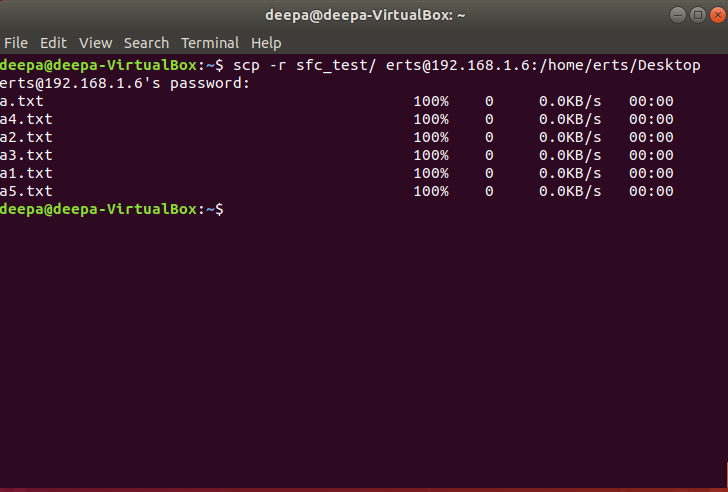 deepa@deepa-VirtualBox: ~
File Edit View Search Terminal Help
deepa@deepa-VirtualBox:~$ scp -r sfc_test/ erts@192.168.1.6:/home/erts/Desktop
erts@192.168.1.6's password:
a.txt 100% 0 0.0KB/s 00:00
a4.txt 100% 0 0.0KB/s 00:00
a2.txt 100% 0 0.0KB/s 00:00
a3.txt 100% 0 0.0KB/s 00:00
a1.txt 100% 0 0.0KB/s 00:00
a5.txt 100% 0 0.0KB/s 00:00
deepa@deepa-VirtualBox:~$